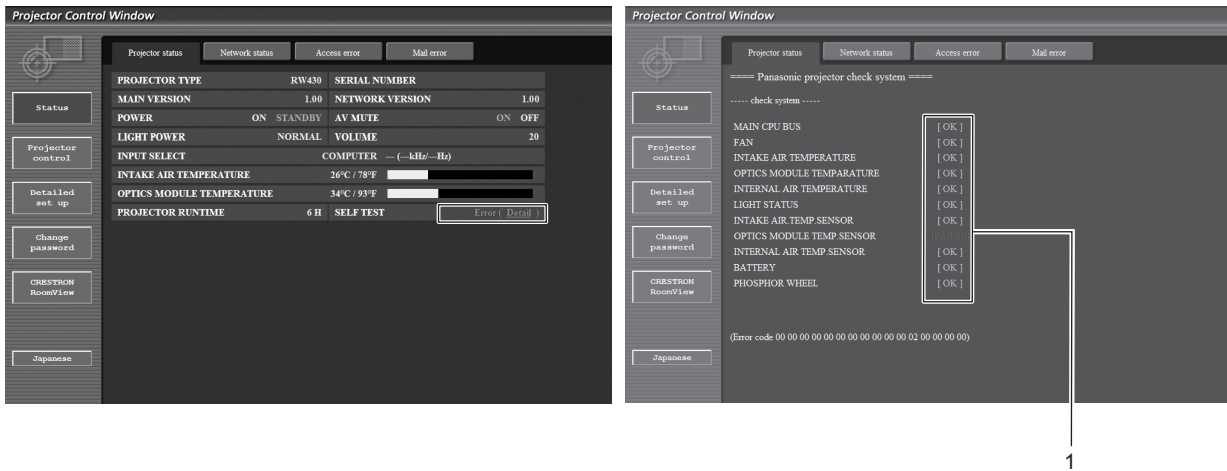 Projector Control Window
Projector status
Network status
Access error
Mail error
Status
Projector control
Detailed set up
Change password
CRESTRON RoomView
Japanese
PROJECTOR TYPE RW430 SERIAL NUMBER
MAIN VERSION 1.00 NETWORK VERSION 1.00
POWER ON STANDBY AV MUTE ON OFF
LIGHT POWER NORMAL VOLUME 20
INPUT SELECT COMPUTER --- (---kHz/---Hz)
INTAKE AIR TEMPERATURE 26°C / 78°F
OPTICS MODULE TEMPERATURE 34°C / 93°F
PROJECTOR RUNTIME 6 H SELF TEST Error ( Detail )
Projector Control Window
Projector status
Network status
Access error
Mail error
Status
Projector control
Detailed set up
Change password
CRESTRON RoomView
Japanese
==== Panasonic projector check system ====
----- check system -----
MAIN CPU BUS [ OK ]
FAN [ OK ]
INTAKE AIR TEMPERATURE [ OK ]
OPTICS MODULE TEMPARATURE [ OK ]
INTERNAL AIR TEMPERATURE [ OK ]
LIGHT STATUS [ OK ]
INTAKE AIR.TEMP.SENSOR [ OK ]
OPTICS MODULE TEMP.SENSOR
INTERNAL AIR TEMP.SENSOR [ OK ]
BATTERY [ OK ]
PHOSPHOR WHEEL [ OK ]
(Error code 00 00 00 00 00 00 00 00 00 00 00 02 00 00 00 00)
1